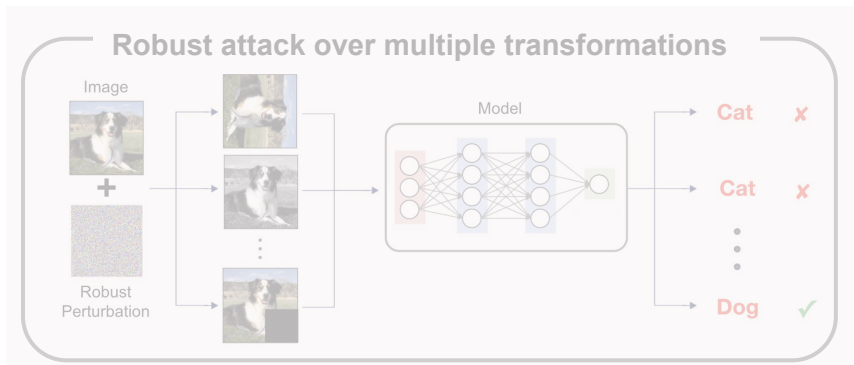 Robust attack over multiple transformations
Image
Model
Cat ✘
Cat ✘
Dog ✓
Robust
Perturbation